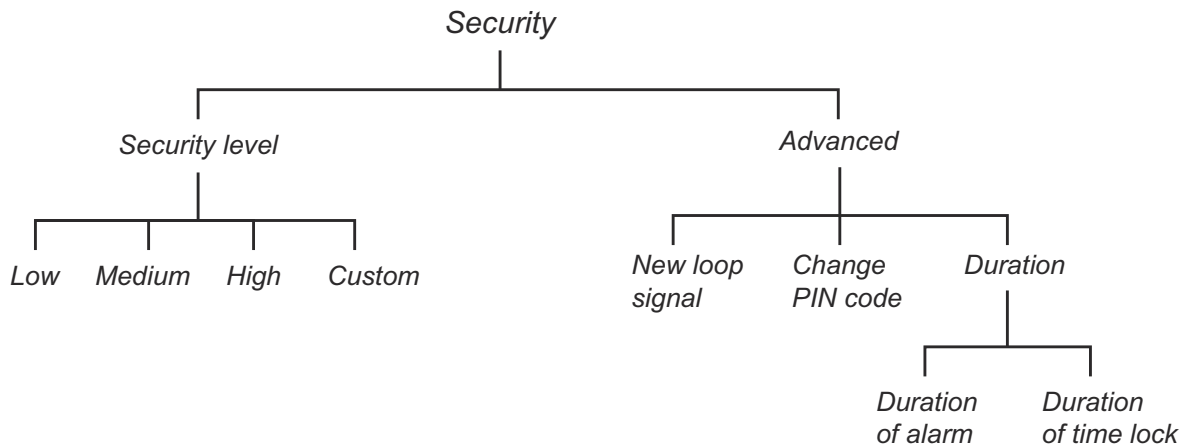 Security
Security level
Advanced
Low
Medium
High
Custom
New loop
signal
Change
PIN code
Duration
Duration
of alarm
Duration
of time lock